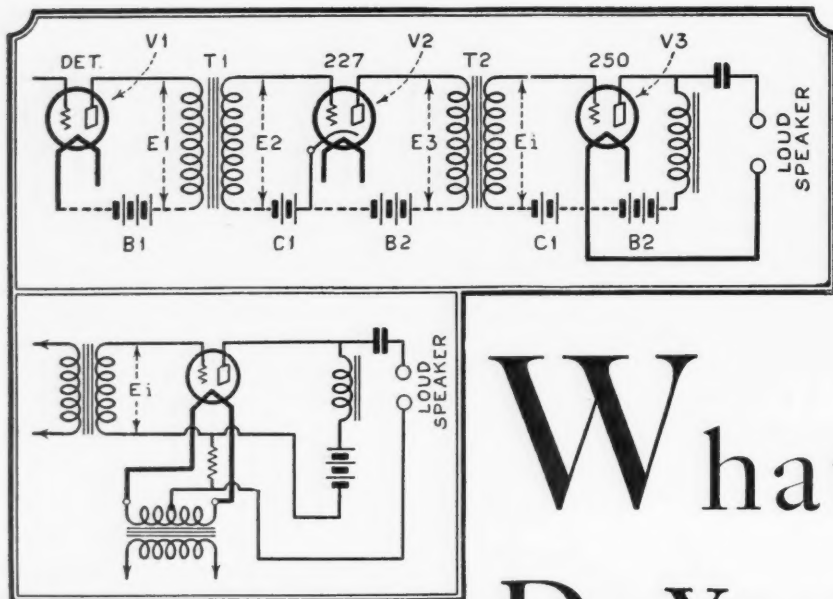 DET. V1 T1 227 V2 T2 250 V3
E1 E2 E3 Ei
B1 C1 B2 C1 B2
LOUD
SPEAKER
Ei
LOUD
SPEAKER
Wha